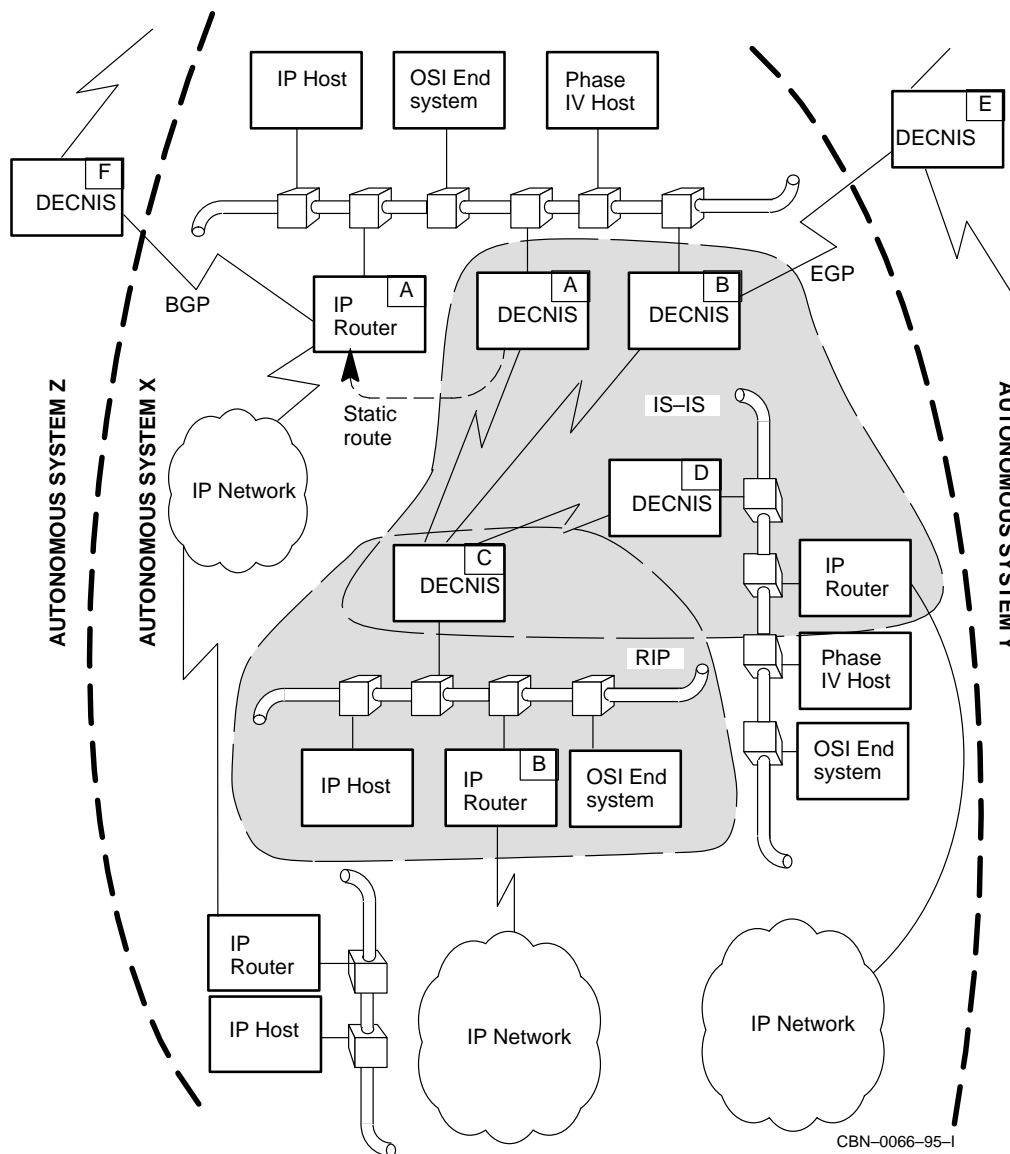 IP Host
OSI End
system
Phase
IV Host
E
DECNIS
F
DECNIS
A
IP
Router
A
DECNIS
B
DECNIS
BGP
EGP
Static
route
IS–IS
AUTONOMOUS SYSTEM Z
AUTONOMOUS SYSTEM X
AUTONOMOUS SYSTEM Y
IP Network
D
DECNIS
C
DECNIS
IP
Router
RIP
Phase
IV Host
OSI End
system
IP Host
B
IP
Router
OSI End
system
IP
Router
IP Host
IP Network
IP Network
CBN–0066–95–I